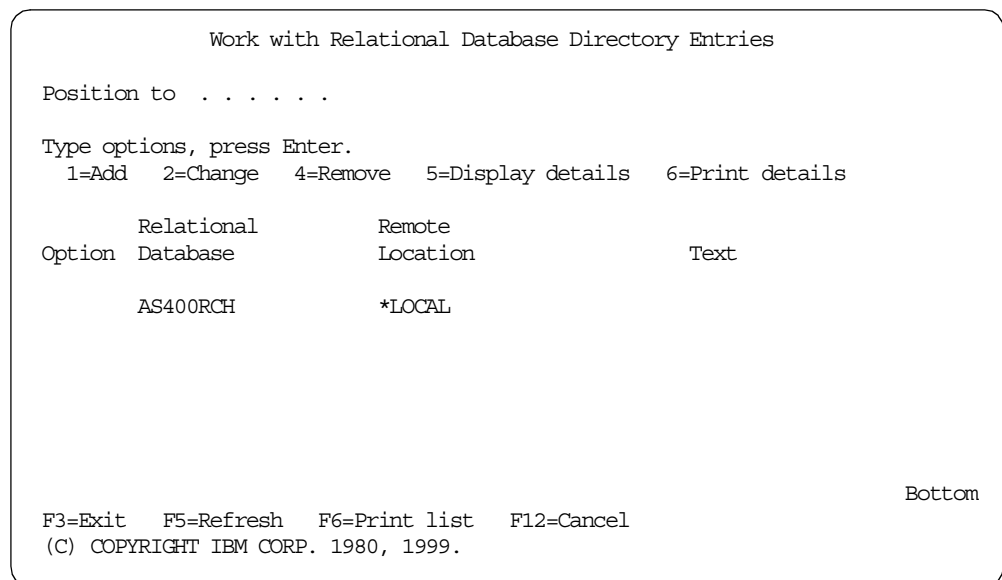 Work with Relational Database Directory Entries
Position to . . . . . .
Type options, press Enter.
1=Add 2=Change 4=Remove 5=Display details 6=Print details
Relational Remote
Option Database Location Text
AS400RCH *LOCAL
Bottom
F3=Exit F5=Refresh F6=Print list F12=Cancel
(C) COPYRIGHT IBM CORP. 1980, 1999.